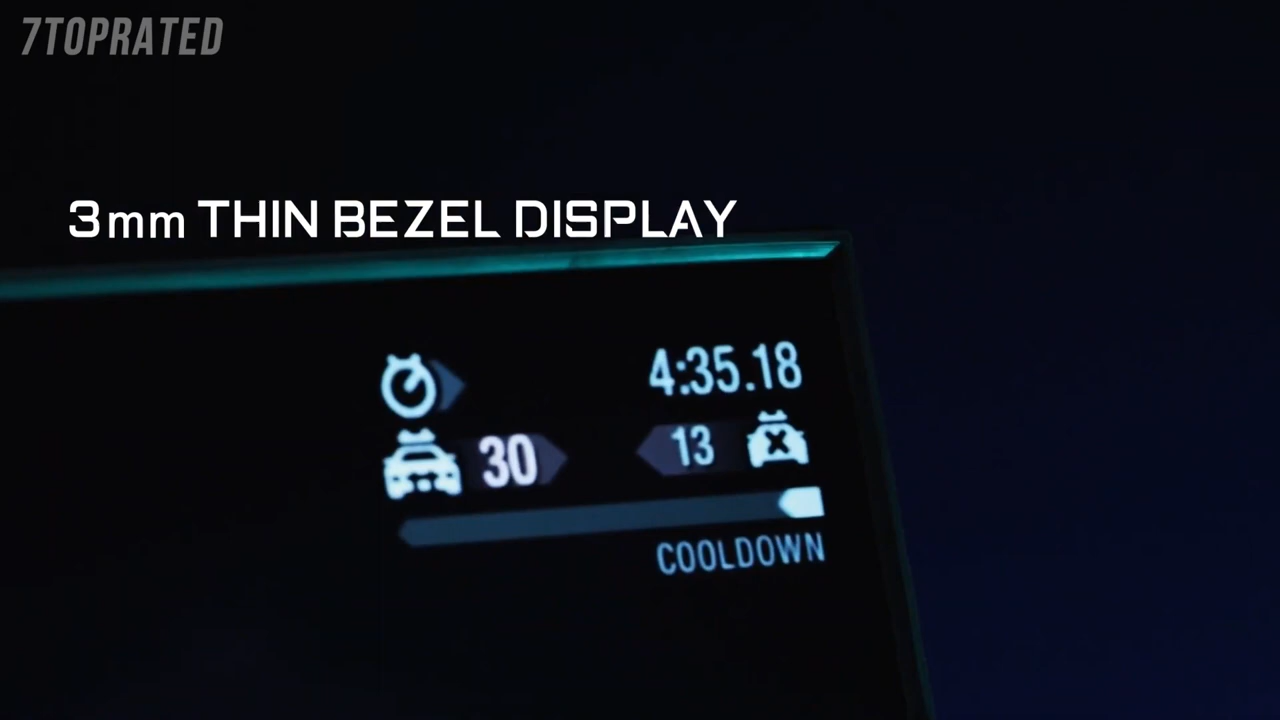 7TOPRATED
3mm THIN BEZEL DISPLAY
4:35.18
30 13
COOLDOWN